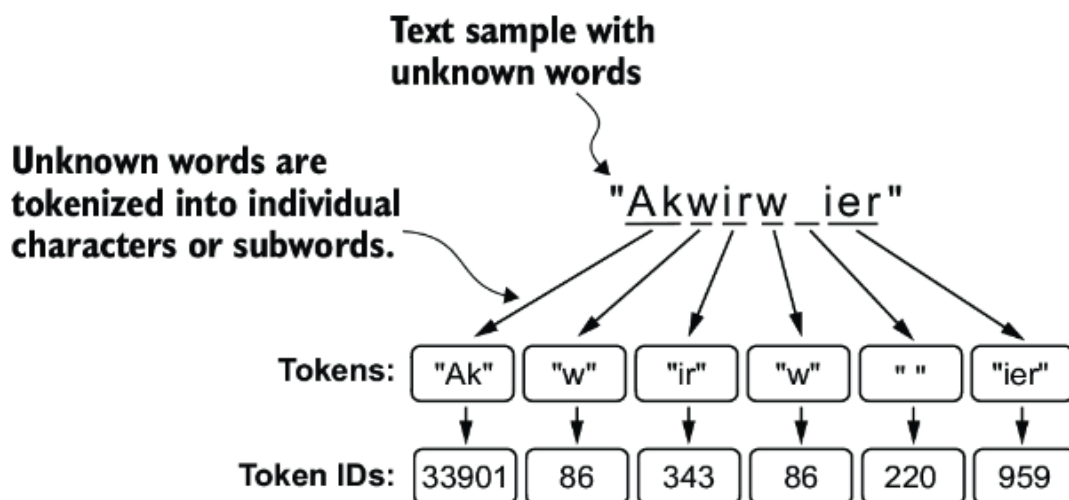 Text sample with
unknown words
Unknown words are
tokenized into individual
characters or subwords.
"Akwirw ier"
Tokens: "Ak" "w" "ir" "w" " " "ier"
Token IDs: 33901 86 343 86 220 959